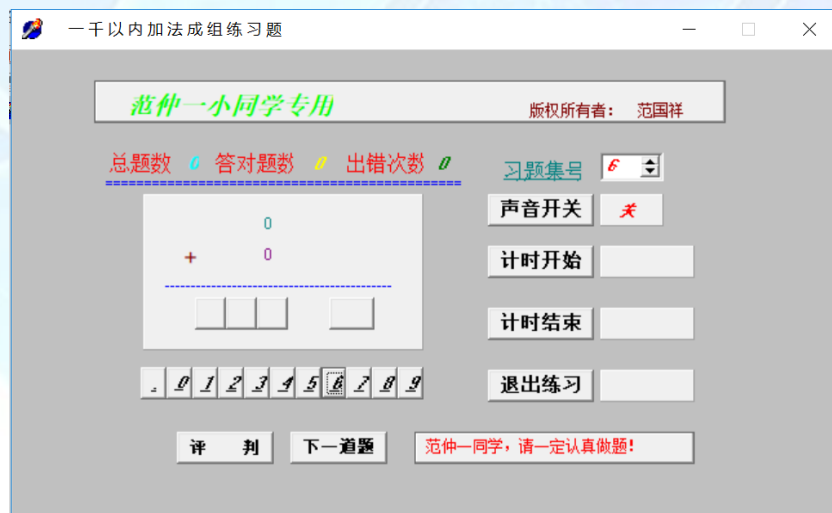 一千以内加法成组练习题
范仲一小同学专用 版权所有者： 范国祥
总题数 0 答对题数 0 出错次数 0 习题集号 6
声音开关 关
0
+ 0
计时开始
计时结束
. 0 1 2 3 4 5 6 7 8 9 退出练习
评 判 下一道题 范仲一同学，请一定认真做题！